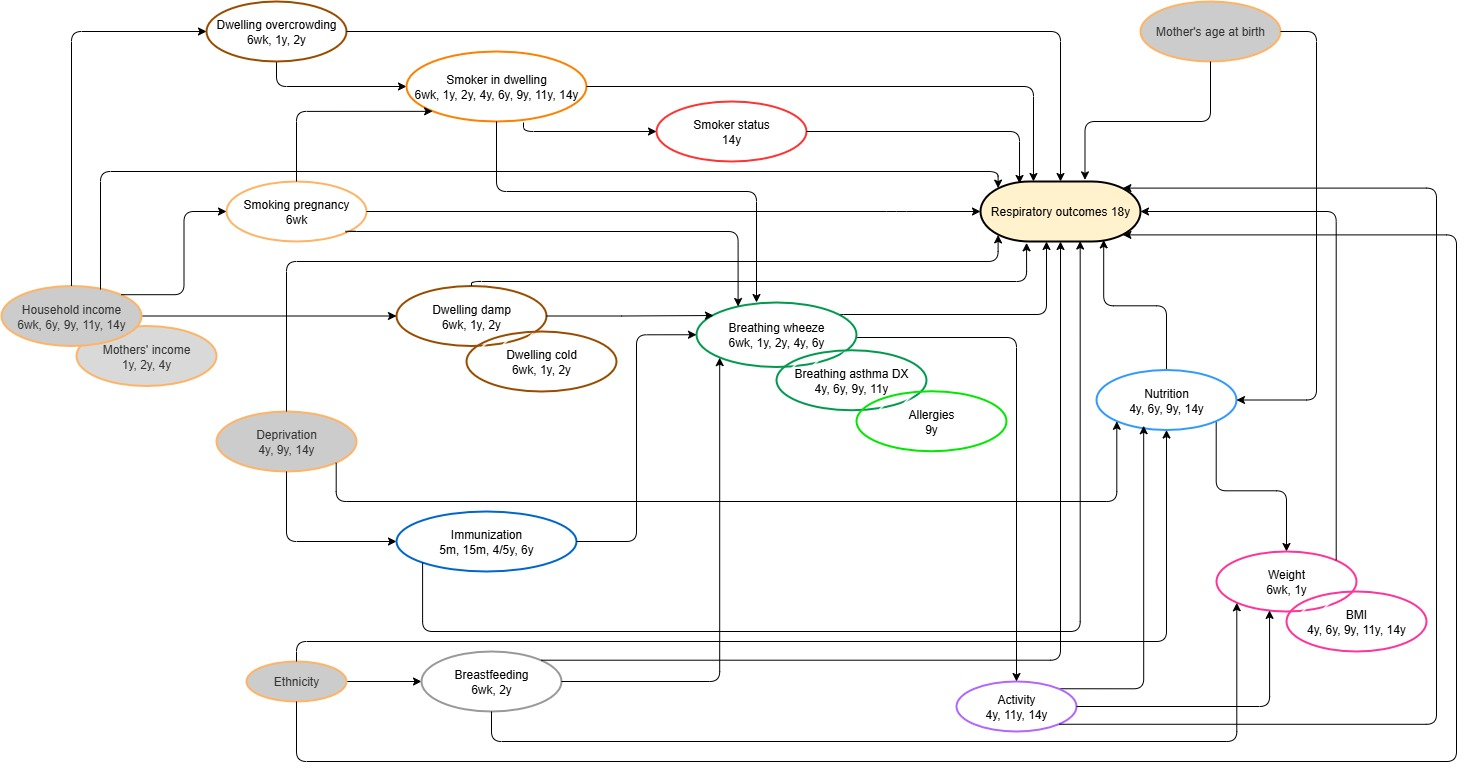 Dwelling overcrowding
6wk, 1y, 2y
Mother's age at birth
Smoker in dwelling
6wk, 1y, 2y, 4y, 6y, 9y, 11y, 14y
Smoker status
14y
Smoking pregnancy
6wk
Respiratory outcomes 18y
Household income
6wk, 6y, 9y, 11y, 14y
Mothers' income
1y, 2y, 4y
Dwelling damp
6wk, 1y, 2y
Dwelling cold
6wk, 1y, 2y
Breathing wheeze
6wk, 1y, 2y, 4y, 6y
Breathing asthma DX
4y, 6y, 9y, 11y
Allergies
9y
Nutrition
4y, 6y, 9y, 14y
Deprivation
4y, 9y, 14y
Immunization
5m, 15m, 4/5y, 6y
Weight
6wk, 1y
BMI
4y, 6y, 9y, 11y, 14y
Ethnicity
Breastfeeding
6wk, 2y
Activity
4y, 11y, 14y